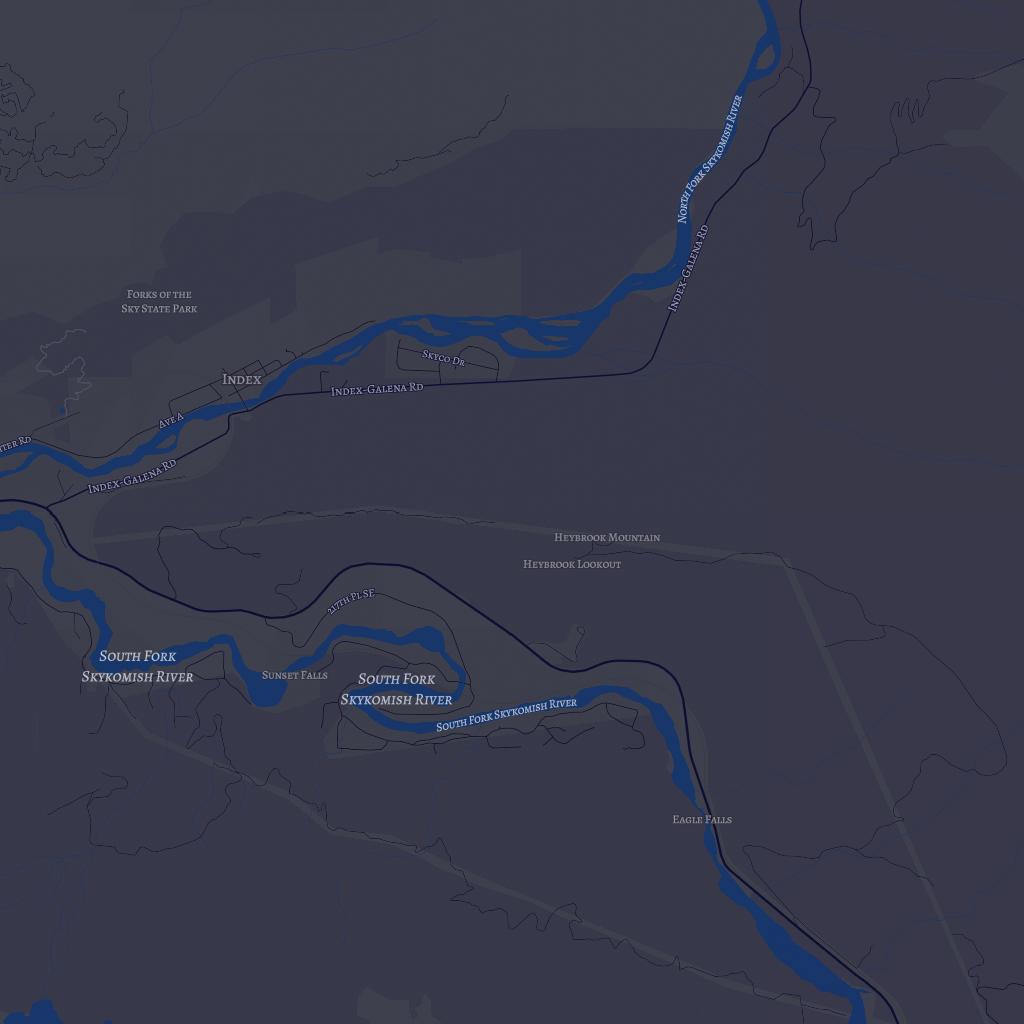 North Fork Skykomish River
Index-Galena Rd
Forks of the
Sky State Park
Skyco Dr
Index
Index-Galena Rd
Ave A
ter Rd
Index-Galena Rd
Heybrook Mountain
Heybrook Lookout
217th Pl SE
South Fork
Skykomish River
Sunset Falls
South Fork
Skykomish River
South Fork Skykomish River
Eagle Falls